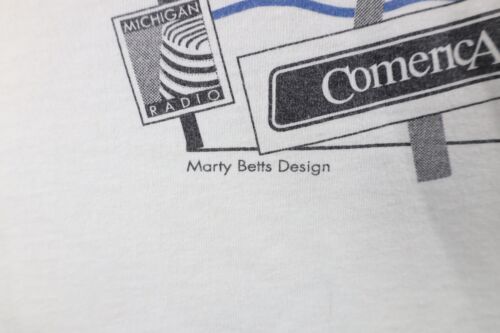 MICHIGAN
RADIO
ComericA
Marty Betts Design